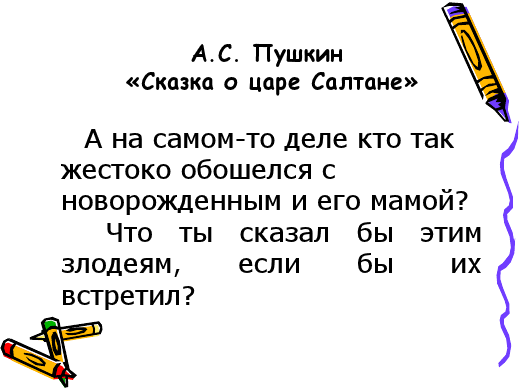 А.С. Пушкин
«Сказка о царе Салтане»
А на самом-то деле кто так
жестоко обошелся с
новорожденным и его мамой?
Что ты сказал бы этим
злодеям, если бы их
встретил?